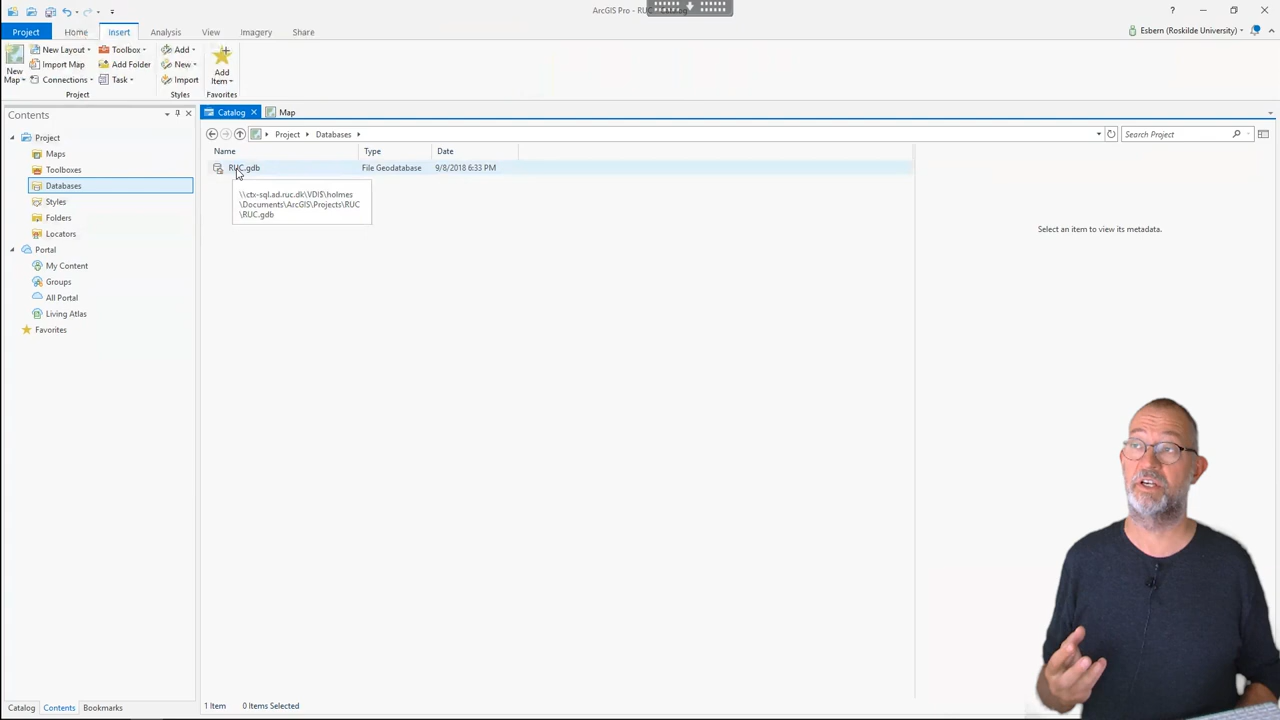 ArcGIS Pro - RUC
?
Project
Home
Insert
Analysis
View
Imagery
Share
Esbern (Roskilde University)
New Map
New Layout
Import Map
Connections
Toolbox
Add Folder
Task
Project
Add
New
Import
Styles
Add Item
Favorites
Contents
Project
Maps
Toolboxes
Databases
Styles
Folders
Locators
Portal
My Content
Groups
All Portal
Living Atlas
Favorites
Catalog
Map
Project
Databases
Search Project
Name
Type
Date
RUC.gdb
File Geodatabase
9/8/2018 6:33 PM
\\ctx-sql.ad.ruc.dk\VDI$\holmes
\Documents\ArcGIS\Projects\RUC
\RUC.gdb
Select an item to view its metadata.
Catalog
Contents
Bookmarks
1 Item
0 Items Selected